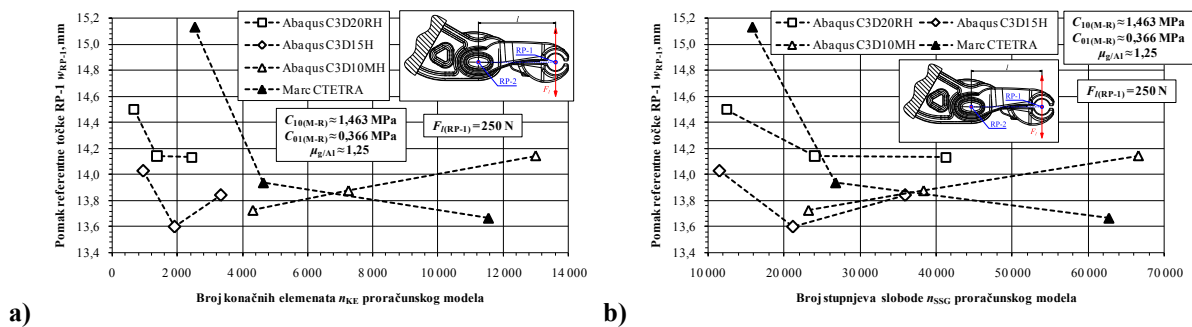 Pomak referentne točke RP-1 wRP-1, mm
15,2
15,0
14,8
14,6
14,4
14,2
14,0
13,8
13,6
13,4
0
2 000
4 000
6 000
8 000
10 000
12 000
14 000
Broj konačnih elemenata nKE proračunskog modela
Abaqus C3D20RH
Abaqus C3D15H
Abaqus C3D10MH
Marc CTETRA
l
RP-1
RP-2
Fl
C10(M-R) ≈ 1,463 MPa
C01(M-R) ≈ 0,366 MPa
μg/Al ≈ 1,25
Fl(RP-1) = 250 N
a)
Pomak referentne točke RP-1 wRP-1, mm
15,2
15,0
14,8
14,6
14,4
14,2
14,0
13,8
13,6
13,4
10 000
20 000
30 000
40 000
50 000
60 000
70 000
Broj stupnjeva slobode nSSG proračunskog modela
Abaqus C3D20RH
Abaqus C3D15H
Abaqus C3D10MH
Marc CTETRA
l
RP-1
RP-2
Fl
C10(M-R) ≈ 1,463 MPa
C01(M-R) ≈ 0,366 MPa
μg/Al ≈ 1,25
Fl(RP-1) = 250 N
b)